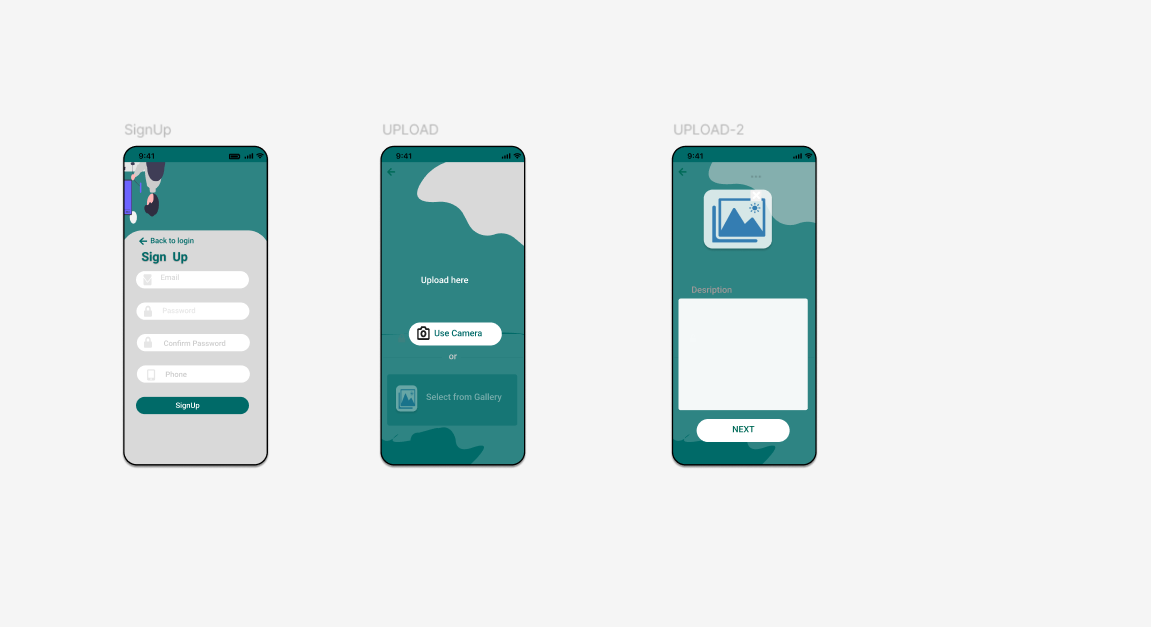 SignUp
9:41
Back to login
Sign Up
Email
Password
Confirm Password
Phone
SignUp
UPLOAD
9:41
Upload here
Use Camera
or
Select from Gallery
UPLOAD-2
9:41
Desription
NEXT